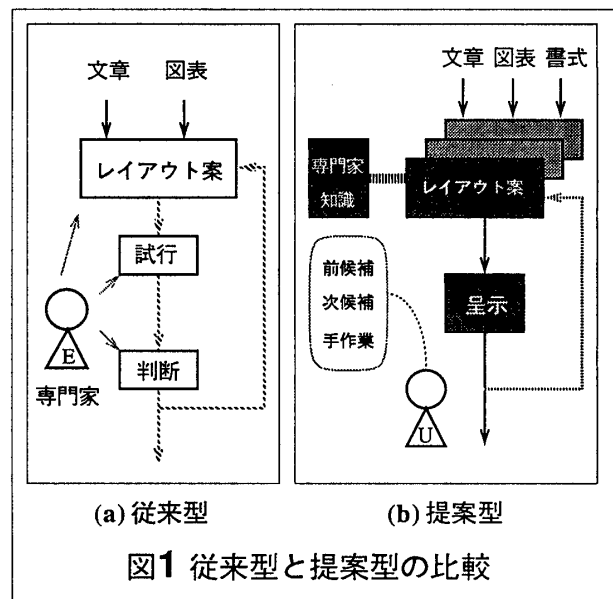 文章 図表
レイアウト案
試行
判断
E
専門家
(a) 従来型
文章 図表 書式
専門家
知識
レイアウト案
前候補
次候補
手作業
呈示
U
(b) 提案型
図1 従来型と提案型の比較